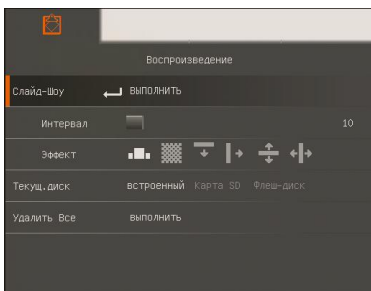 Воспроизведение
Слайд-Шоу ВЫПОЛНИТЬ
Интервал 10
Эффект
Текущ.диск встроенный Карта SD Флеш-диск
Удалить Все выполнить